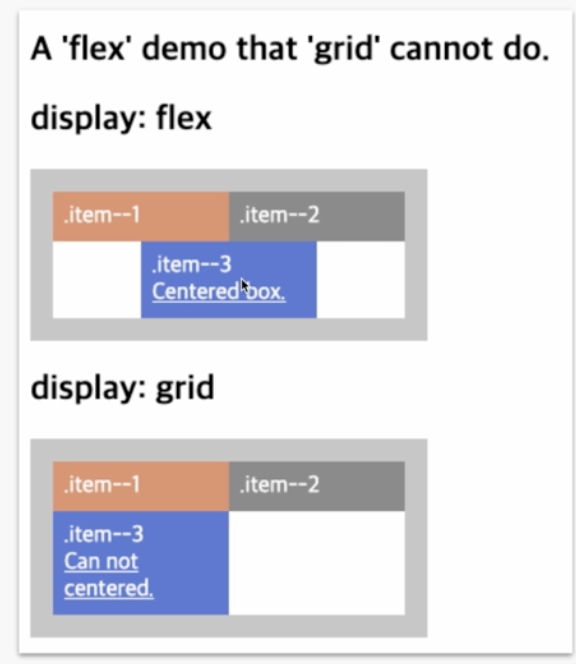 A 'flex' demo that 'grid' cannot do.
display: flex
.item--1
.item--2
.item--3
Centered box.
display: grid
.item--1
.item--2
.item--3
Can not
centered.